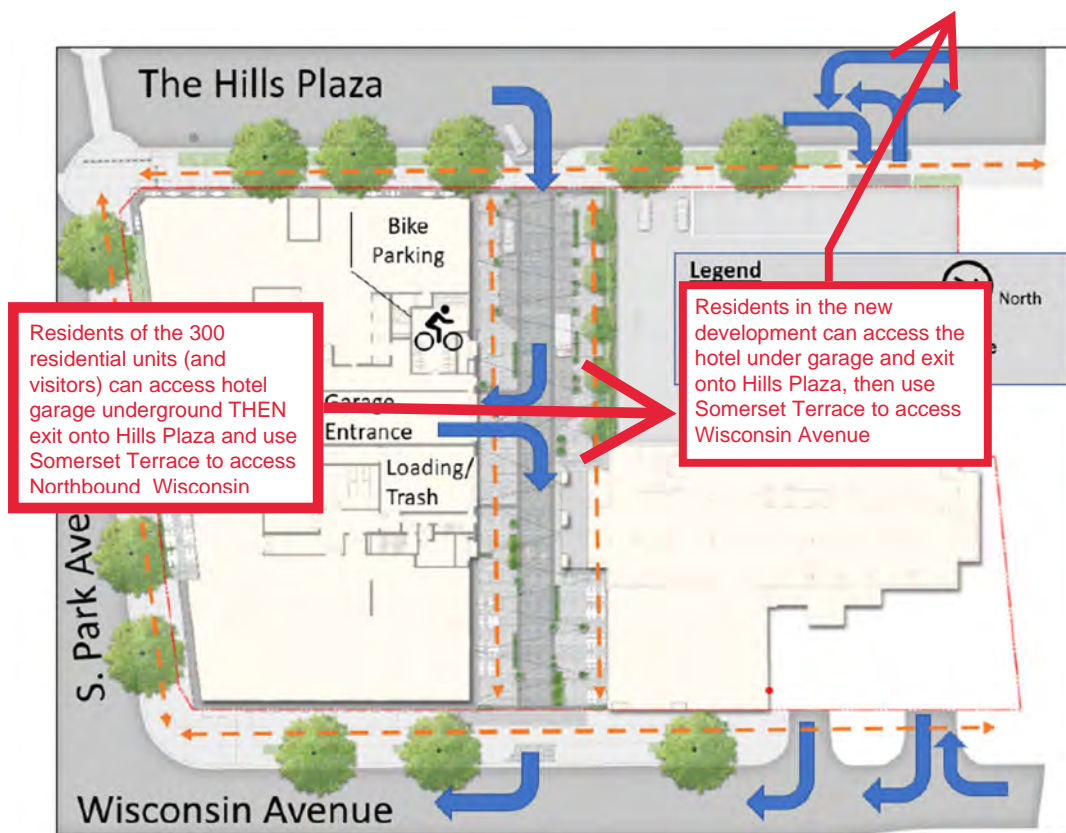 The Hills Plaza
Bike
Parking
Legend
North
Residents in the new
development can access the
hotel under garage and exit
onto Hills Plaza, then use
Somerset Terrace to access
Wisconsin Avenue
Residents of the 300
residential units (and
visitors) can access hotel
garage underground THEN
exit onto Hills Plaza and use
Somerset Terrace to access
Northbound Wisconsin
Garage
Entrance
Loading/
Trash
S. Park Ave
Wisconsin Avenue